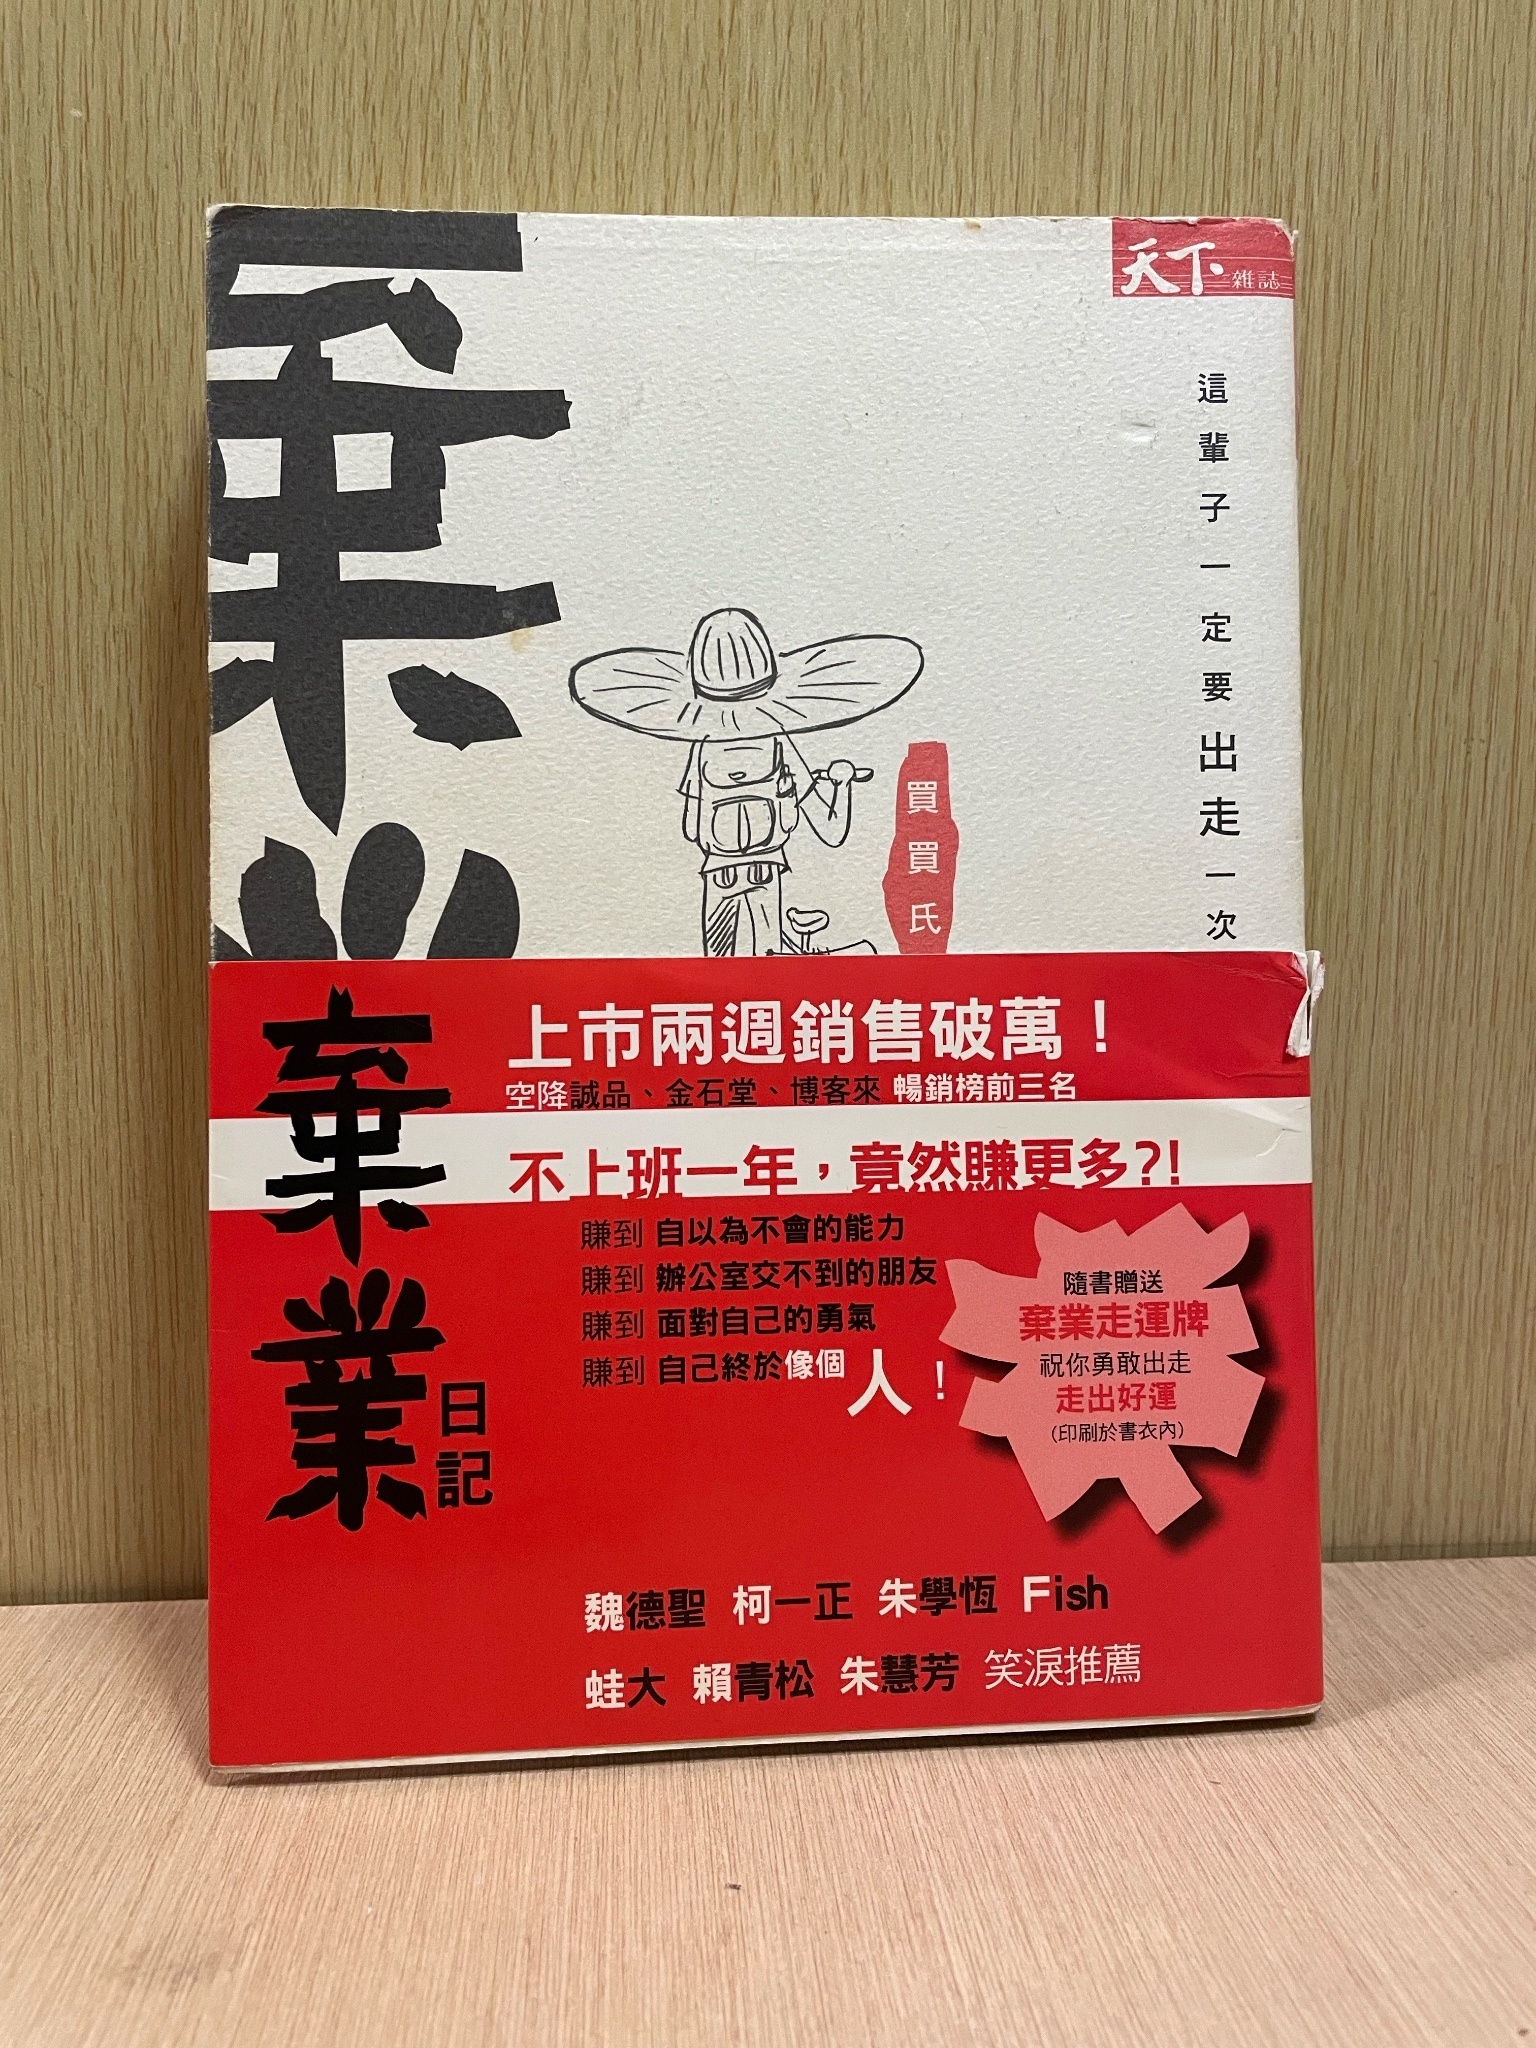 棄業
天下雜誌
這輩子一定要出走一次
買買氏
棄業日記
上市兩週銷售破萬！
空降誠品、金石堂、博客來 暢銷榜前三名
不上班一年，竟然賺更多?!
賺到 自以為不會的能力
賺到 辦公室交不到的朋友
賺到 面對自己的勇氣
賺到 自己終於像個人！
隨書贈送
棄業走運牌
祝你勇敢出走
走出好運
(印刷於書衣內)
魏德聖 柯一正 朱學恆 Fish
蛙大 賴青松 朱慧芳 笑淚推薦